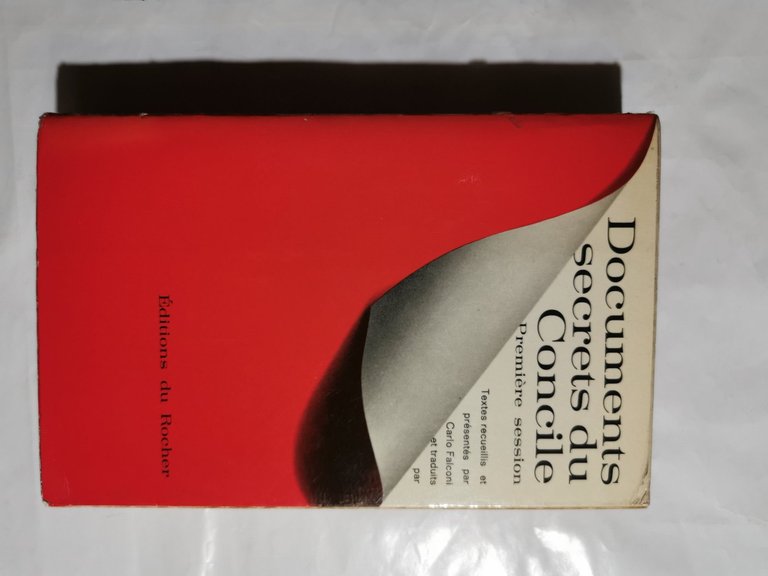 Documents
secrets du
Concile
Première session
Textes recueillis et
présentés par
Carlo Falconi
et traduits
par
Éditions du Rocher